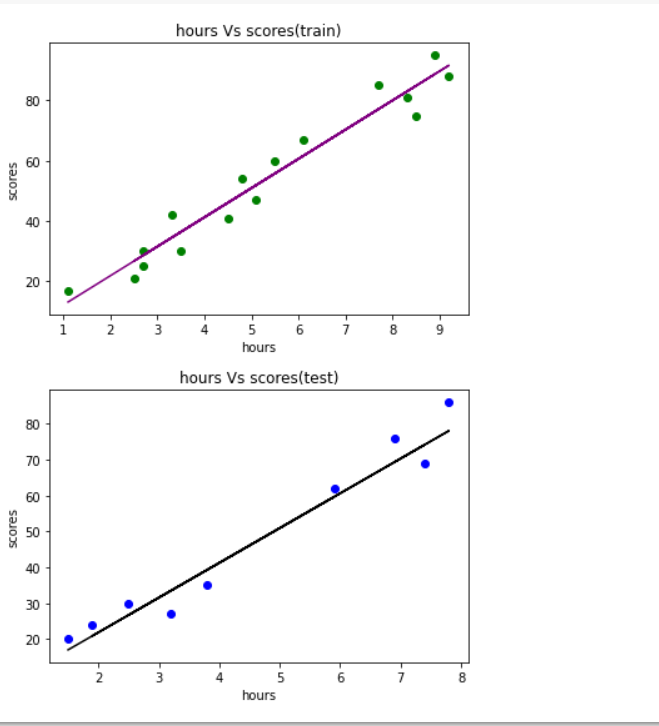 hours Vs scores(train)
80
60
40
20
scores
1 2 3 4 5 6 7 8 9
hours
hours Vs scores(test)
80
70
60
50
40
30
20
scores
2 3 4 5 6 7 8
hours